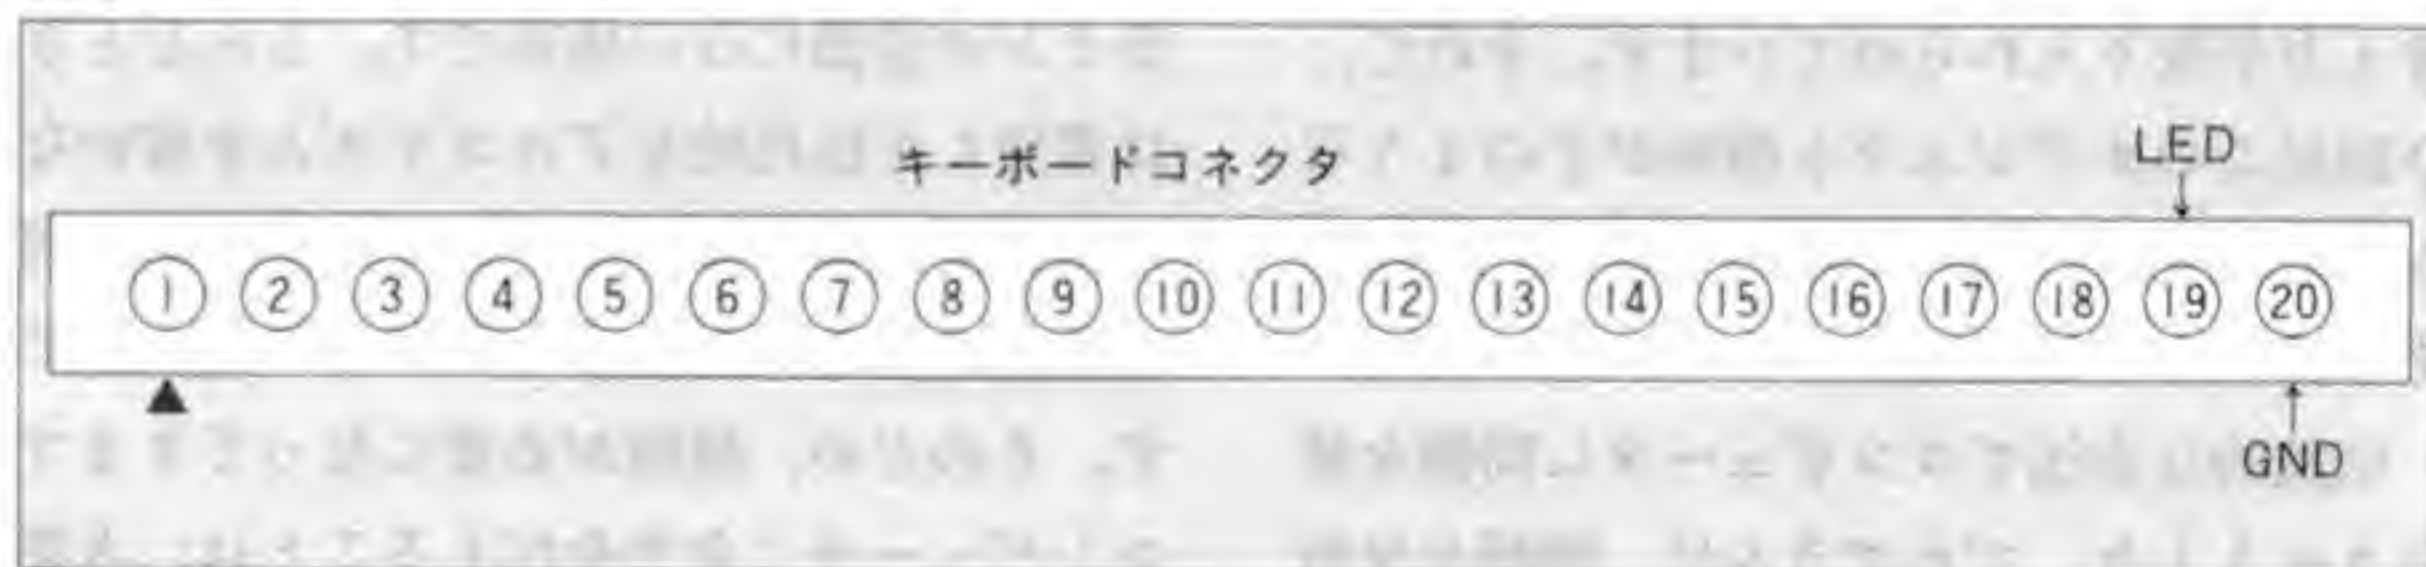 LED
キーボードコネクタ
① ② ③ ④ ⑤ ⑥ ⑦ ⑧ ⑨ ⑩ ⑪ ⑫ ⑬ ⑭ ⑮ ⑯ ⑰ ⑱ ⑲ ⑳
GND